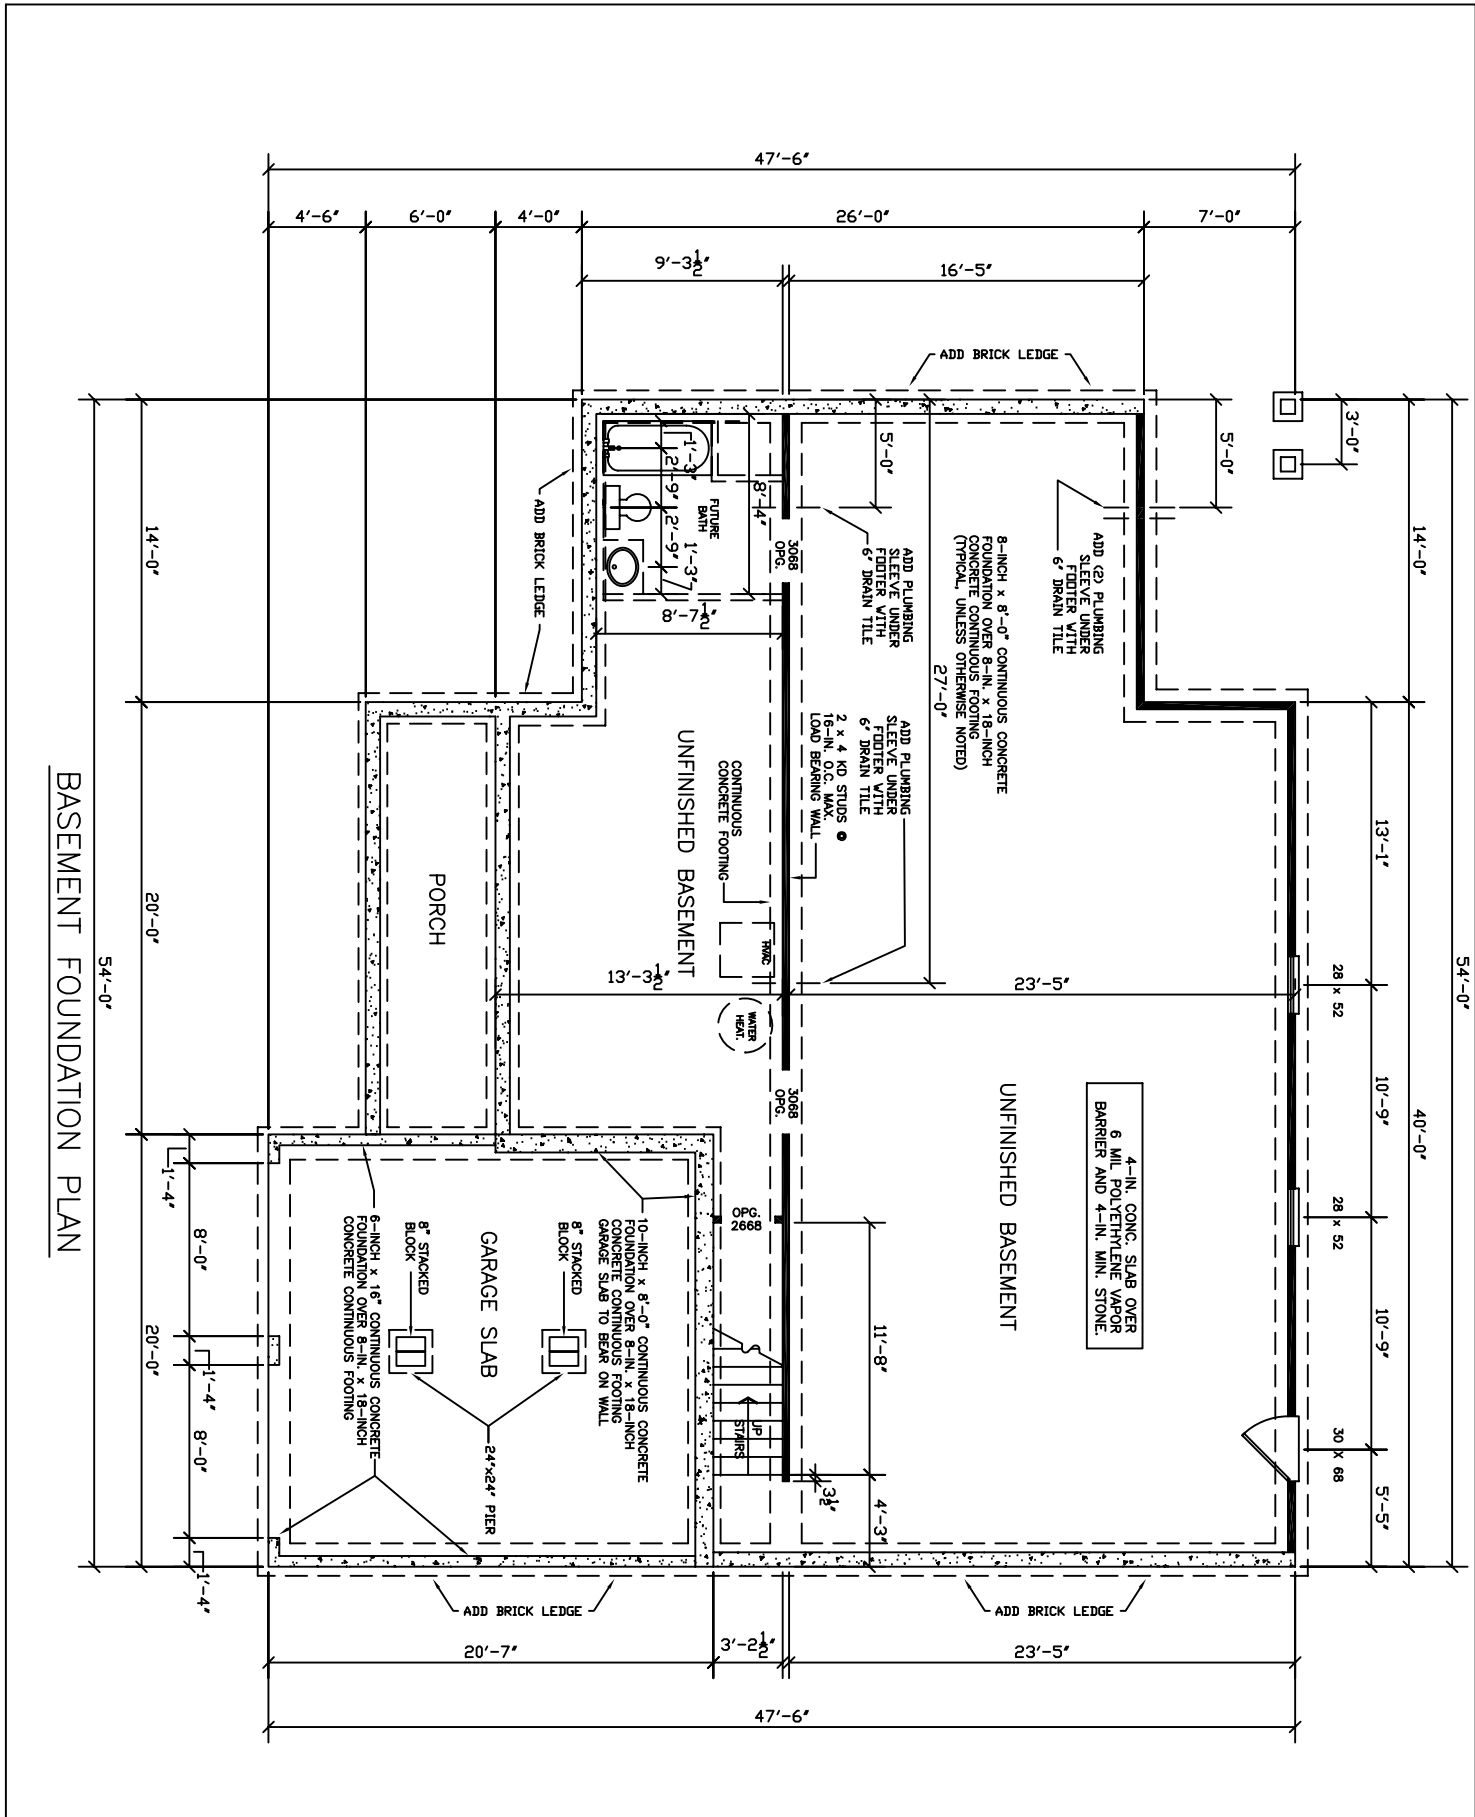 54'-0"
14'-0"
40'-0"
3'-0"
13'-1"
10'-9"
10'-9"
5'-5"
28 x 52
28 x 52
30 X 68
5'-0"
47'-6"
7'-0"
26'-0"
4'-0"
6'-0"
4'-6"
16'-5"
9'-3 1/2"
ADD BRICK LEDGE
ADD (2) PLUMBING
SLEEVE UNDER
FOOTER WITH
6" DRAIN TILE
4-IN. CONC. SLAB OVER
6 MIL POLYETHYLENE VAPOR
BARRIER AND 4-IN. MIN. STONE.
8-INCH x 8'-0" CONTINUOUS CONCRETE
FOUNDATION OVER 8-IN. x 18-INCH
CONCRETE CONTINUOUS FOOTING
(TYPICAL, UNLESS OTHERWISE NOTED)
UNFINISHED BASEMENT
27'-0"
5'-0"
ADD PLUMBING
SLEEVE UNDER
FOOTER WITH
6" DRAIN TILE
ADD PLUMBING
SLEEVE UNDER
FOOTER WITH
6" DRAIN TILE
2 x 4 KD STUDS @
16-IN. O.C. MAX.
LOAD BEARING WALL
23'-5"
11'-8"
4'-3"
3 1/2"
3068
OPG.
3068
OPG.
8'-4"
FUTURE
BATH
1'-3"
2'-9"
2'-9"
1'-3"
8'-7 1/2"
CONTINUOUS
CONCRETE FOOTING
HVAC
WATER
HEAT.
UNFINISHED BASEMENT
13'-3 1/2"
OPG.
2668
UP
STAIRS
ADD BRICK LEDGE
10-INCH x 8'-0" CONTINUOUS CONCRETE
FOUNDATION OVER 8-IN. x 18-INCH
CONCRETE CONTINUOUS FOOTING
GARAGE SLAB TO BEAR ON WALL
8" STACKED
BLOCK
GARAGE SLAB
24"x24" PIER
8" STACKED
BLOCK
PORCH
6-INCH x 16" CONTINUOUS CONCRETE
FOUNDATION OVER 8-IN. x 18-INCH
CONCRETE CONTINUOUS FOOTING
ADD BRICK LEDGE
ADD BRICK LEDGE
23'-5"
3'-2 1/2"
20'-7"
47'-6"
1'-4"
8'-0"
1'-4"
8'-0"
1'-4"
14'-0"
20'-0"
20'-0"
54'-0"
BASEMENT FOUNDATION PLAN